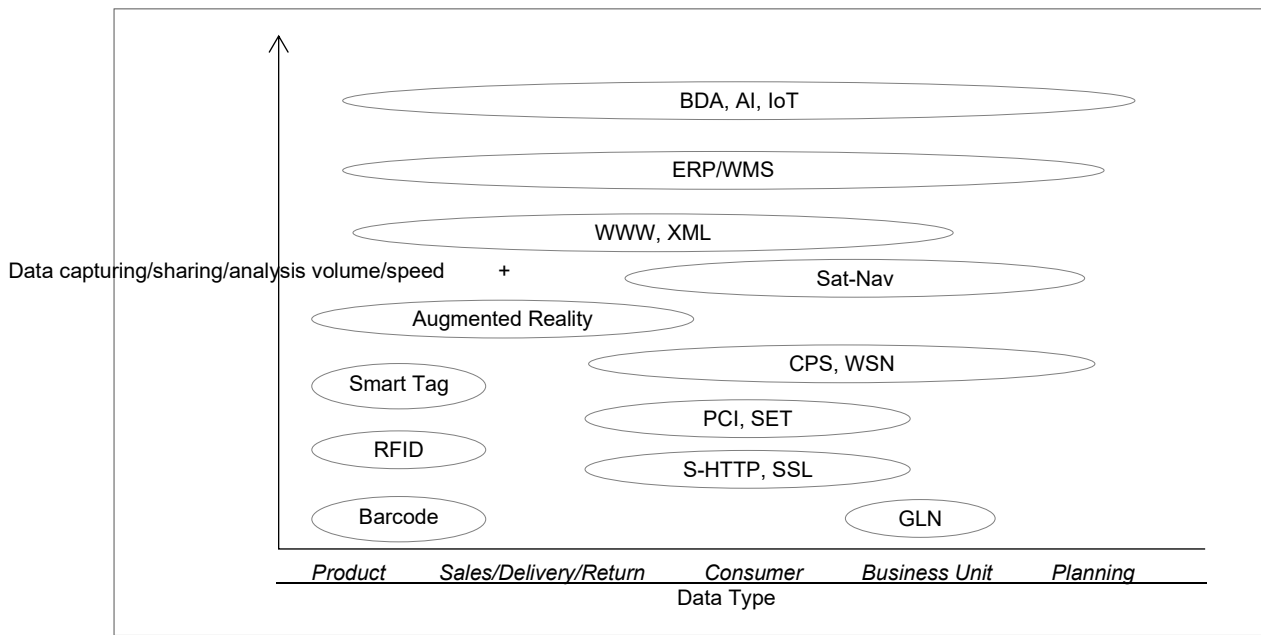 BDA, AI, IoT
ERP/WMS
WWW, XML
Data capturing/sharing/analysis volume/speed +
Sat-Nav
Augmented Reality
CPS, WSN
Smart Tag
PCI, SET
RFID
S-HTTP, SSL
Barcode GLN
Product Sales/Delivery/Return Consumer Business Unit Planning
Data Type